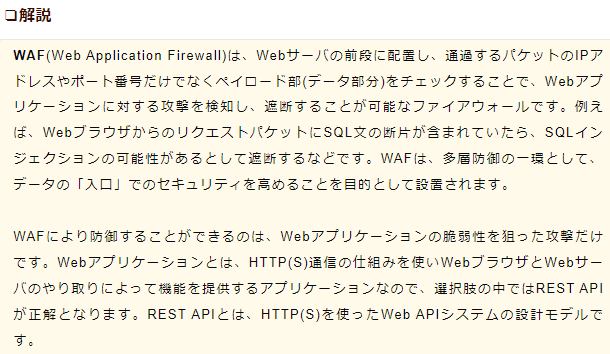 ❏解説
WAF(Web Application Firewall)は、Webサーバの前段に配置し、通過するパケットのIPア
ドレスやポート番号だけでなくペイロード部(データ部分)をチェックすることで、Webアプ
リケーションに対する攻撃を検知し、遮断することが可能なファイアウォールです。例え
ば、WebブラウザからのリクエストパケットにSQL文の断片が含まれていたら、SQLイン
ジェクションの可能性があるとして遮断するなどです。WAFは、多層防御の一環として、
データの「入口」でのセキュリティを高めることを目的として設置されます。
WAFにより防御することができるのは、Webアプリケーションの脆弱性を狙った攻撃だけ
です。Webアプリケーションとは、HTTP(S)通信の仕組みを使いWebブラウザとWebサー
バのやり取りによって機能を提供するアプリケーションなので、選択肢の中ではREST API
が正解となります。REST APIとは、HTTP(S)を使ったWeb APIシステムの設計モデルで
す。